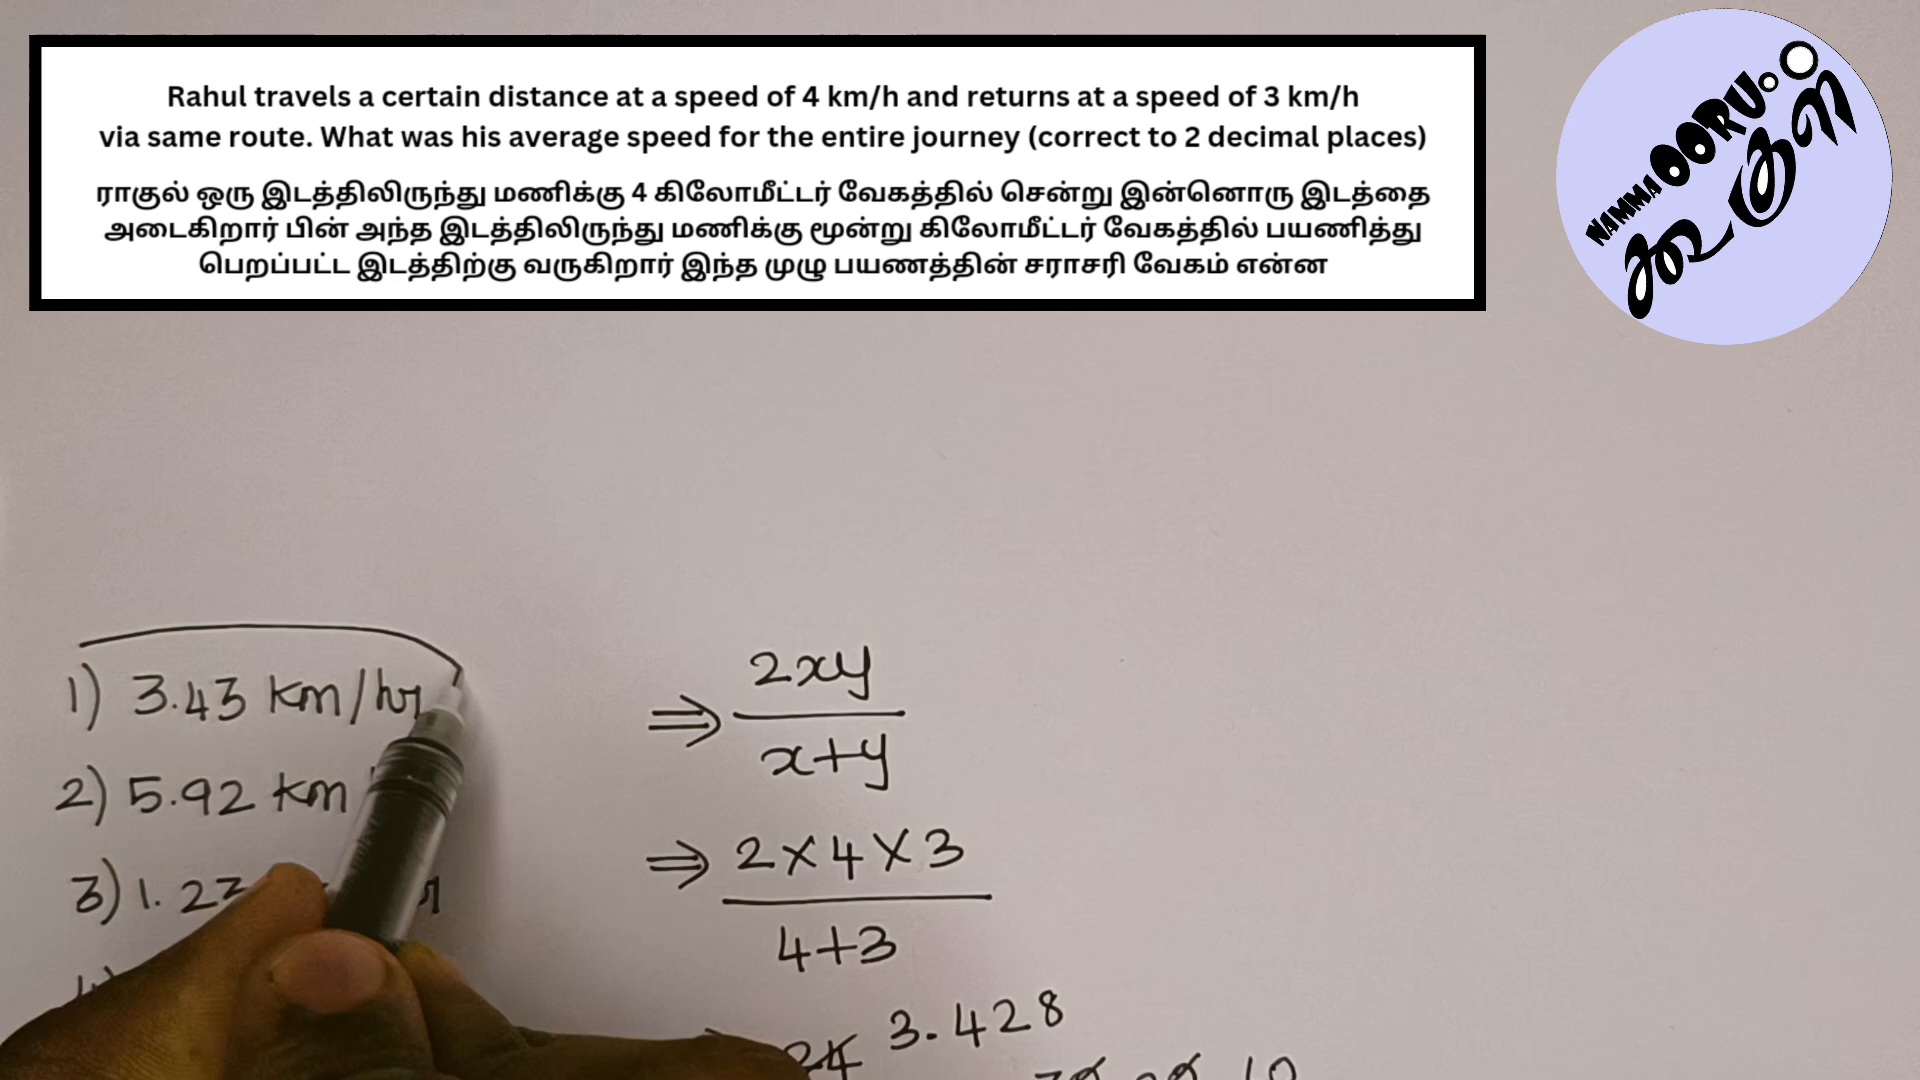 Rahul travels a certain distance at a speed of 4 km/h and returns at a speed of 3 km/h
via same route. What was his average speed for the entire journey (correct to 2 decimal places)
ராகுல் ஒரு இடத்திலிருந்து மணிக்கு 4 கிலோமீட்டர் வேகத்தில் சென்று இன்னொரு இடத்தை
அடைகிறார் பின் அந்த இடத்திலிருந்து மணிக்கு மூன்று கிலோமீட்டர் வேகத்தில் பயணித்து
பெறப்பட்ட இடத்திற்கு வருகிறார் இந்த முழு பயணத்தின் சராசரி வேகம் என்ன
NAMMA OORU
1) 3.43 km/hr
2) 5.92 km
3) 1.23
⇒ 2xy
x+y
⇒ 2×4×3
4+3
24 3.428